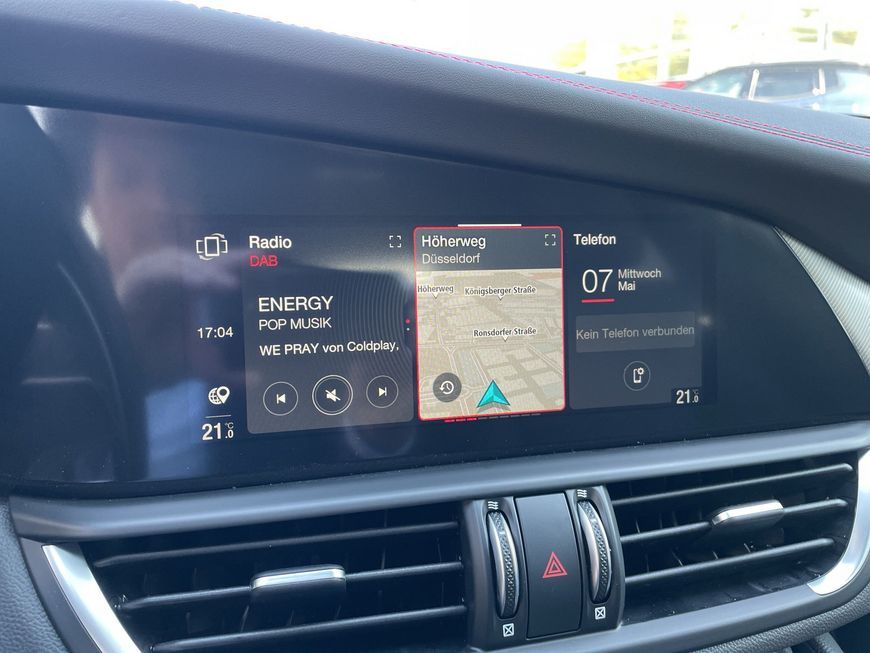 17:04
21.0 °C
Radio
DAB
ENERGY
POP MUSIK
WE PRAY von Coldplay,
Höherweg
Düsseldorf
Höherweg
Königsberger Straße
Ronsdorfer Straße
Telefon
07 Mittwoch
Mai
Kein Telefon verbunden
21.0 °C